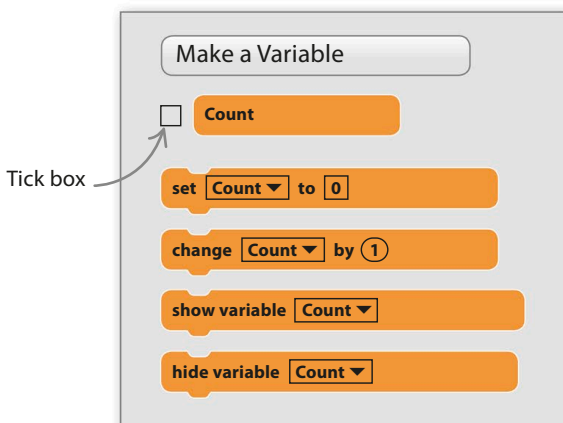 Make a Variable
Count
Tick box
set Count to 0
change Count by 1
show variable Count
hide variable Count